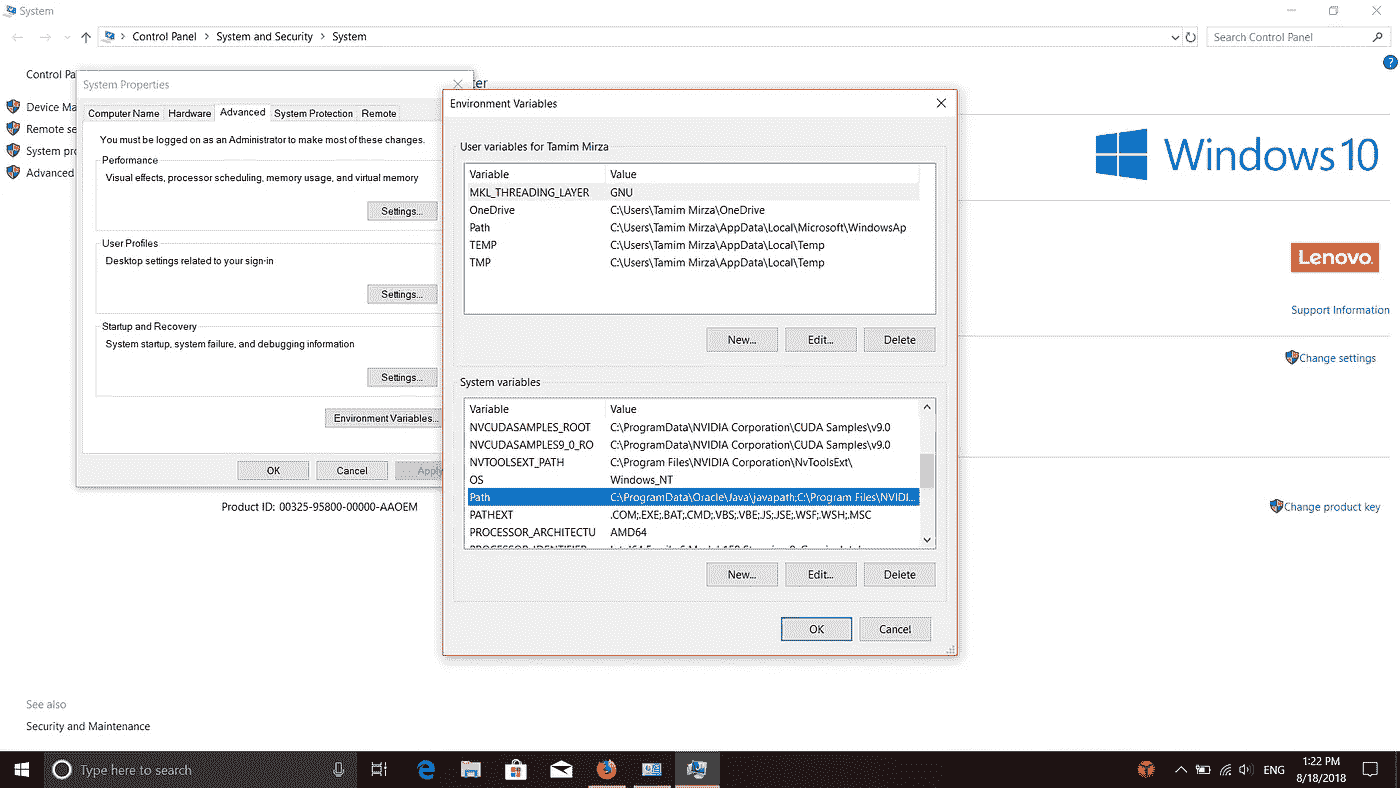 System
Control Panel > System and Security > System
Search Control Panel
Control Pa
Device Ma
Remote se
System pro
Advanced
ter
System Properties
Computer Name Hardware Advanced System Protection Remote
You must be logged on as an Administrator to make most of these changes.
Performance
Visual effects, processor scheduling, memory usage, and virtual memory
Settings...
User Profiles
Desktop settings related to your sign-in
Settings...
Startup and Recovery
System startup, system failure, and debugging information
Settings...
Environment Variables...
OK Cancel Apply
Environment Variables
User variables for Tamim Mirza
Variable Value
MKL_THREADING_LAYER GNU
OneDrive C:\Users\Tamim Mirza\OneDrive
Path C:\Users\Tamim Mirza\AppData\Local\Microsoft\WindowsAp
TEMP C:\Users\Tamim Mirza\AppData\Local\Temp
TMP C:\Users\Tamim Mirza\AppData\Local\Temp
New... Edit... Delete
System variables
Variable Value
NVCUDASAMPLES_ROOT C:\ProgramData\NVIDIA Corporation\CUDA Samples\v9.0
NVCUDASAMPLES9_0_RO C:\ProgramData\NVIDIA Corporation\CUDA Samples\v9.0
NVTOOLSEXT_PATH C:\Program Files\NVIDIA Corporation\NvToolsExt\
OS Windows_NT
Path C:\ProgramData\Oracle\Java\javapath;C:\Program Files\NVIDI...
PATHEXT .COM;.EXE;.BAT;.CMD;.VBS;.VBE;.JS;.JSE;.WSF;.WSH;.MSC
PROCESSOR_ARCHITECTU AMD64
New... Edit... Delete
OK Cancel
Windows 10
Lenovo
Support Information
Change settings
Product ID: 00325-95800-00000-AAOEM
Change product key
See also
Security and Maintenance
Type here to search
ENG
1:22 PM
8/18/2018